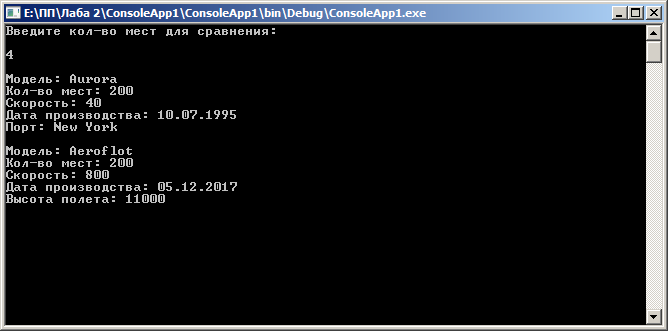 E:\ПП\Лаба 2\ConsoleApp1\ConsoleApp1\bin\Debug\ConsoleApp1.exe
Введите кол-во мест для сравнения:
4
Модель: Aurora
Кол-во мест: 200
Скорость: 40
Дата производства: 10.07.1995
Порт: New York
Модель: Aeroflot
Кол-во мест: 200
Скорость: 800
Дата производства: 05.12.2017
Высота полета: 11000